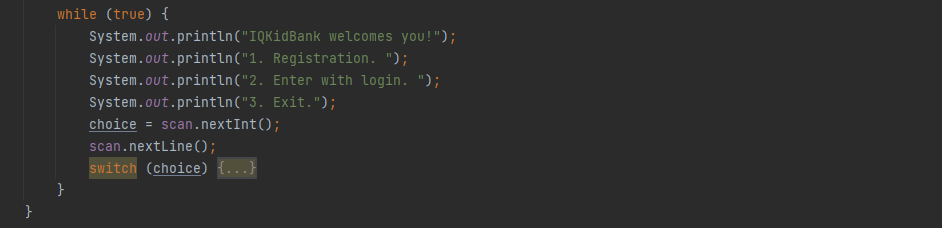 while (true) {
System.out.println("IQKidBank welcomes you!");
System.out.println("1. Registration. ");
System.out.println("2. Enter with login. ");
System.out.println("3. Exit.");
choice = scan.nextInt();
scan.nextLine();
switch (choice) {...}
}
}